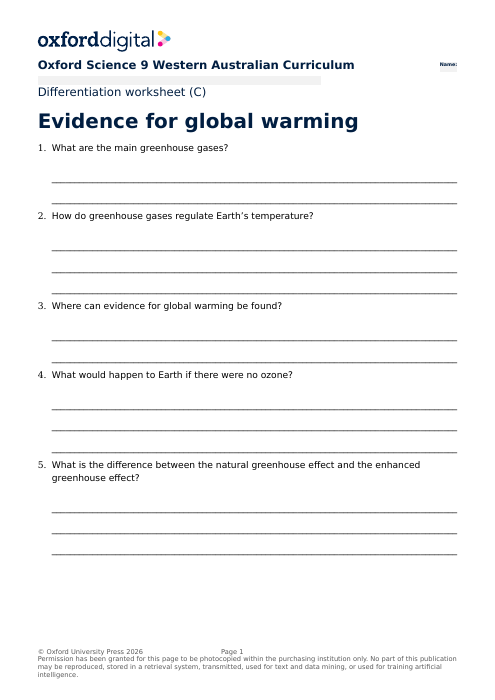 oxforddigital
Oxford Science 9 Western Australian Curriculum
Name:
Differentiation worksheet (C)
Evidence for global warming
1. What are the main greenhouse gases?
2. How do greenhouse gases regulate Earth’s temperature?
3. Where can evidence for global warming be found?
4. What would happen to Earth if there were no ozone?
5. What is the difference between the natural greenhouse effect and the enhanced
greenhouse effect?
© Oxford University Press 2026 Page 1
Permission has been granted for this page to be photocopied within the purchasing institution only. No part of this publication
may be reproduced, stored in a retrieval system, transmitted, used for text and data mining, or used for training artificial
intelligence.